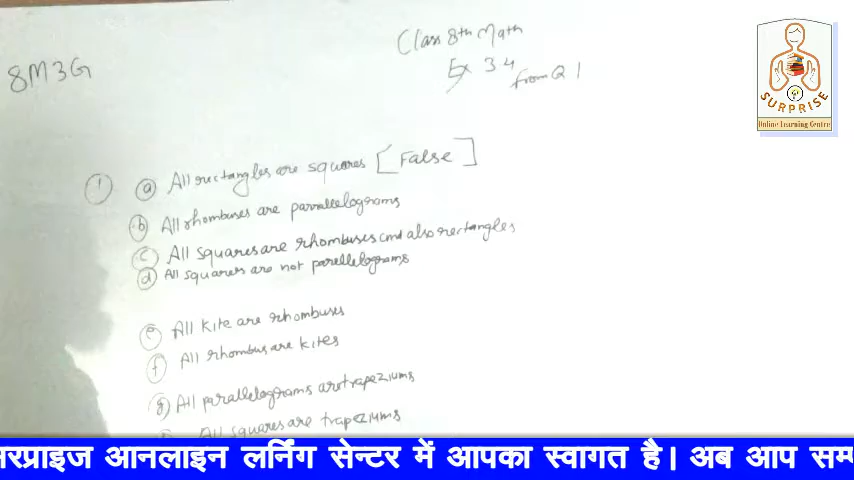 8M3G
Class 8th Math
Ex 3 4
from Q 1
SURPRISE
Online Learning Centre
1 a All rectangles are squares [False]
b All rhombuses are parrallelograms
c All squares are rhombuses and also rectangles
d All squares are not parellelograms
e All kite are rhombuses
f All rhombus are kites
g All parallelograms are trapeziums
All squares are trapeziums
सरप्राइज आनलाइन लर्निंग सेन्टर में आपका स्वागत है। अब आप सम्प